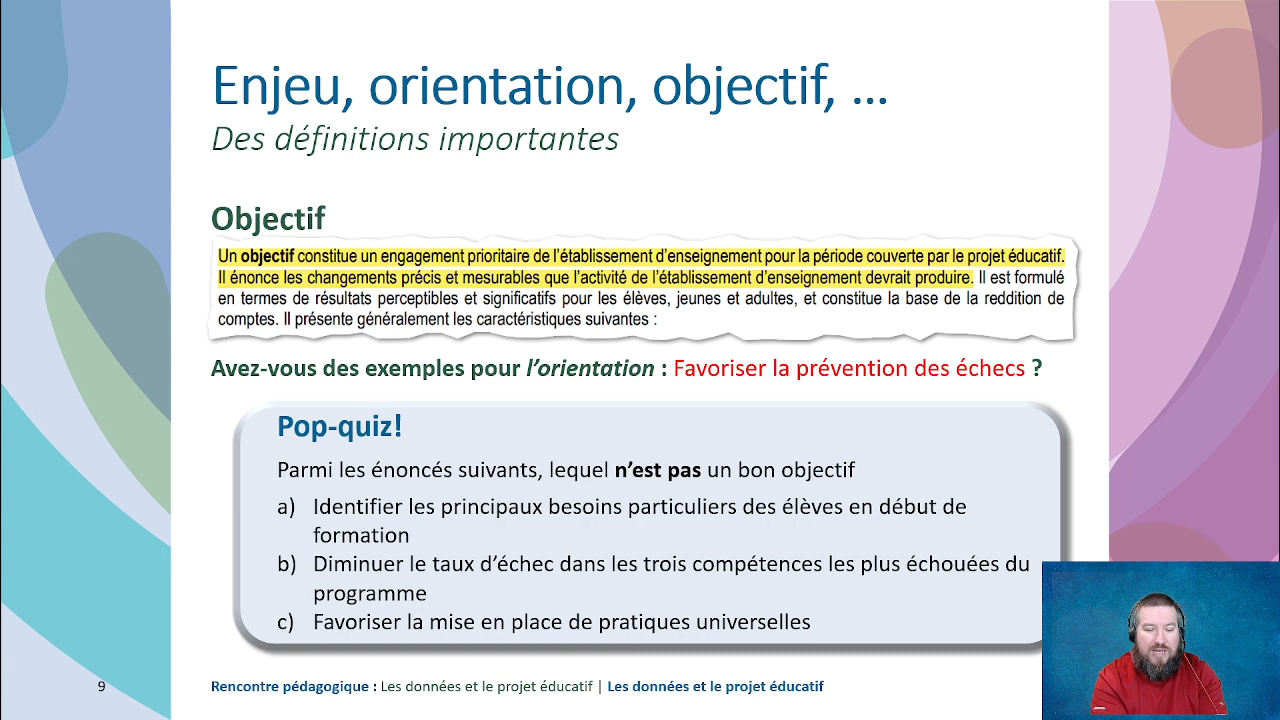 Enjeu, orientation, objectif, …
Des définitions importantes
Objectif
Un objectif constitue un engagement prioritaire de l’établissement d’enseignement pour la période couverte par le projet éducatif.
Il énonce les changements précis et mesurables que l’activité de l’établissement d’enseignement devrait produire. Il est formulé
en termes de résultats perceptibles et significatifs pour les élèves, jeunes et adultes, et constitue la base de la reddition de
comptes. Il présente généralement les caractéristiques suivantes :
Avez-vous des exemples pour l’orientation : Favoriser la prévention des échecs ?
Pop-quiz!
Parmi les énoncés suivants, lequel n’est pas un bon objectif
a) Identifier les principaux besoins particuliers des élèves en début de
formation
b) Diminuer le taux d’échec dans les trois compétences les plus échouées du
programme
c) Favoriser la mise en place de pratiques universelles
9
Rencontre pédagogique : Les données et le projet éducatif | Les données et le projet éducatif